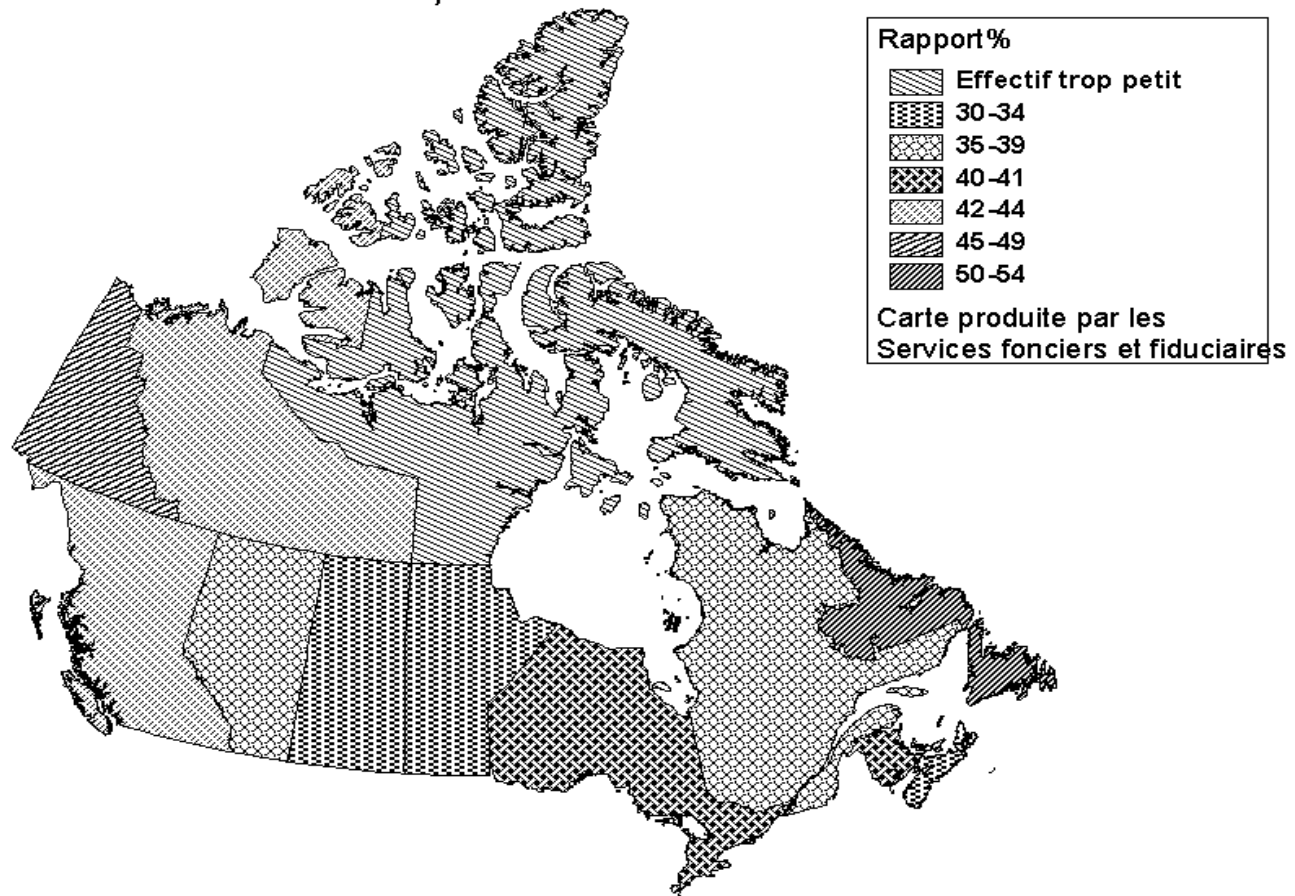 Rapport%
Effectif trop petit
30-34
35-39
40-41
42-44
45-49
50-54
Carte produite par les
Services fonciers et fiduciaires